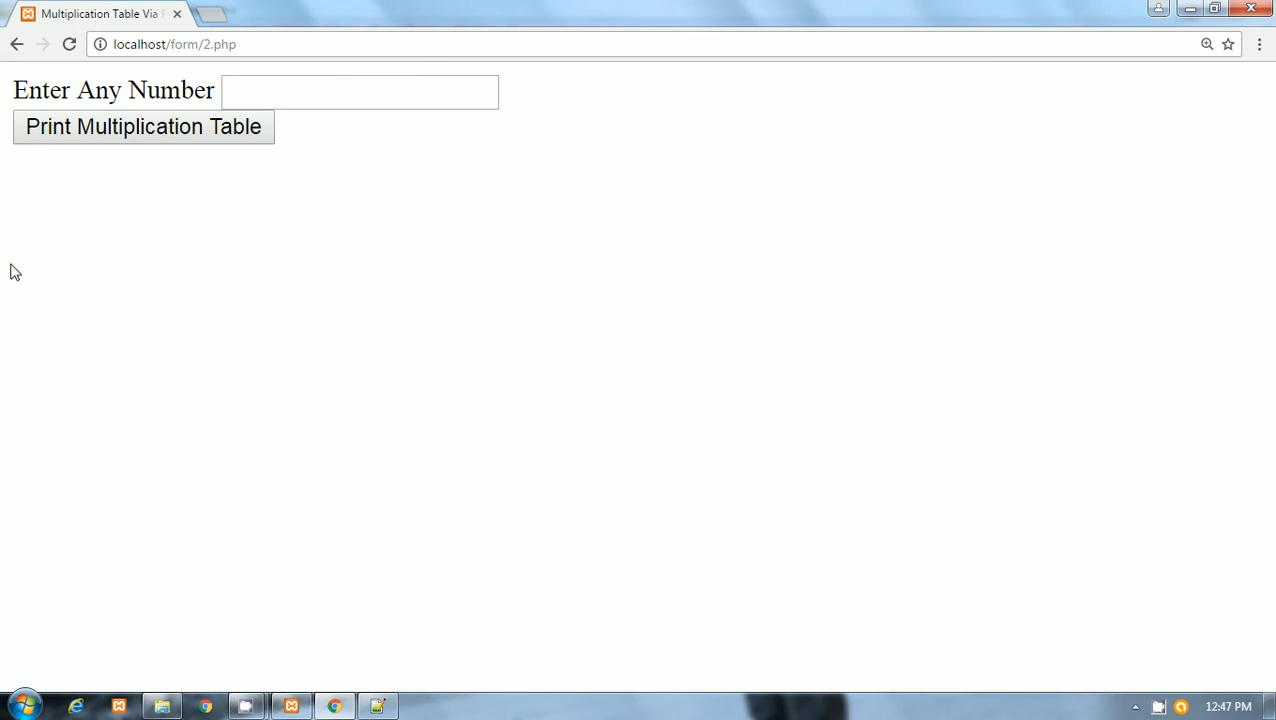 Multiplication Table Via
localhost/form/2.php
Enter Any Number
Print Multiplication Table
12:47 PM